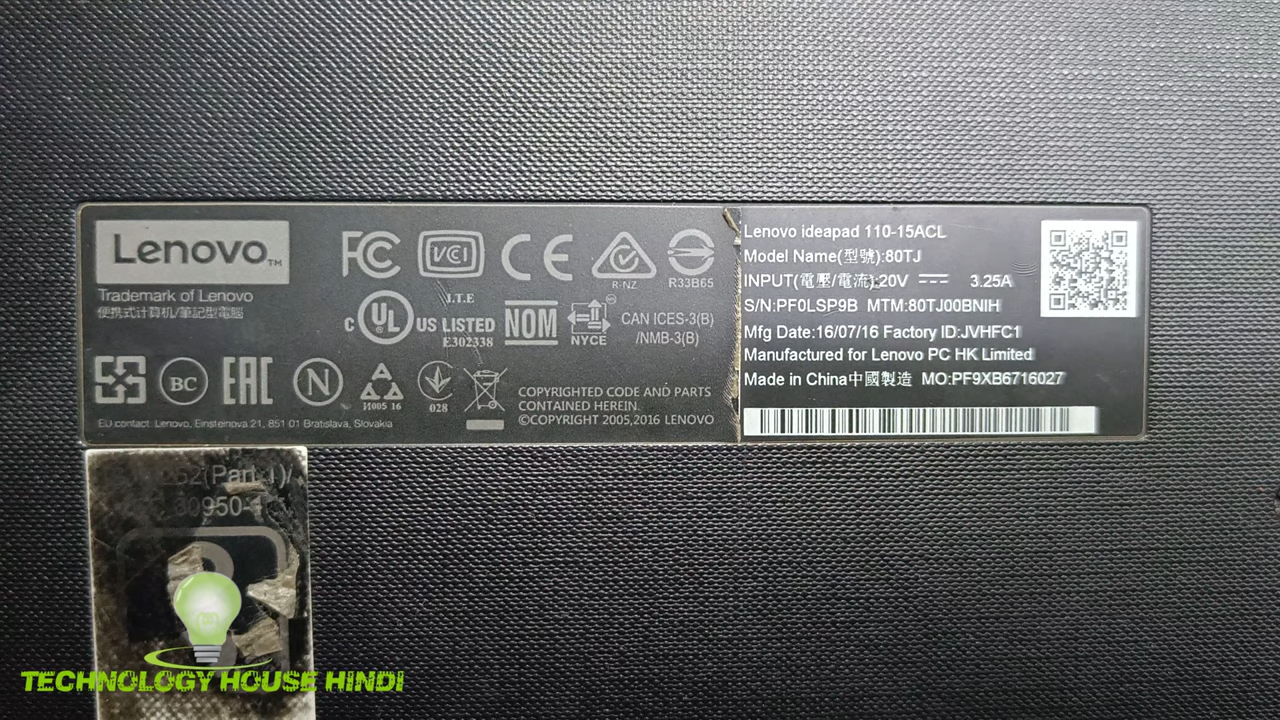 Lenovo™
Trademark of Lenovo
便携式计算机/筆記型電腦
FC
VCI
CE
R-NZ
R33B65
I.T.E
c UL US LISTED
E302338
NOM
NYCE
CAN ICES-3(B)
/NMB-3(B)
BC
EAC
N
И005 16
028
COPYRIGHTED CODE AND PARTS
CONTAINED HEREIN.
©COPYRIGHT 2005,2016 LENOVO
EU contact: Lenovo, Einsteinova 21, 851 01 Bratislava, Slovakia
Lenovo ideapad 110-15ACL
Model Name(型號):80TJ
INPUT(電壓/電流):20V ⎓ 3.25A
S/N:PF0LSP9B MTM:80TJ00BNIH
Mfg Date:16/07/16 Factory ID:JVHFC1
Manufactured for Lenovo PC HK Limited
Made in China中國製造 MO:PF9XB6716027
(Part 1)/
TECHNOLOGY HOUSE HINDI